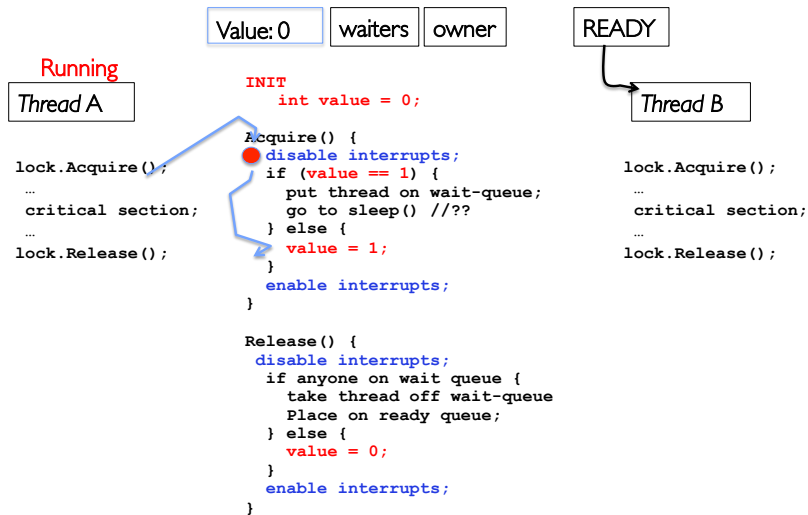 Value: 0
waiters
owner
READY
Running
Thread A
Thread B
INIT
int value = 0;
Acquire() {
disable interrupts;
if (value == 1) {
put thread on wait-queue;
go to sleep() //??
} else {
value = 1;
}
enable interrupts;
}
Release() {
disable interrupts;
if anyone on wait queue {
take thread off wait-queue
Place on ready queue;
} else {
value = 0;
}
enable interrupts;
}
lock.Acquire();
…
critical section;
…
lock.Release();
lock.Acquire();
…
critical section;
…
lock.Release();